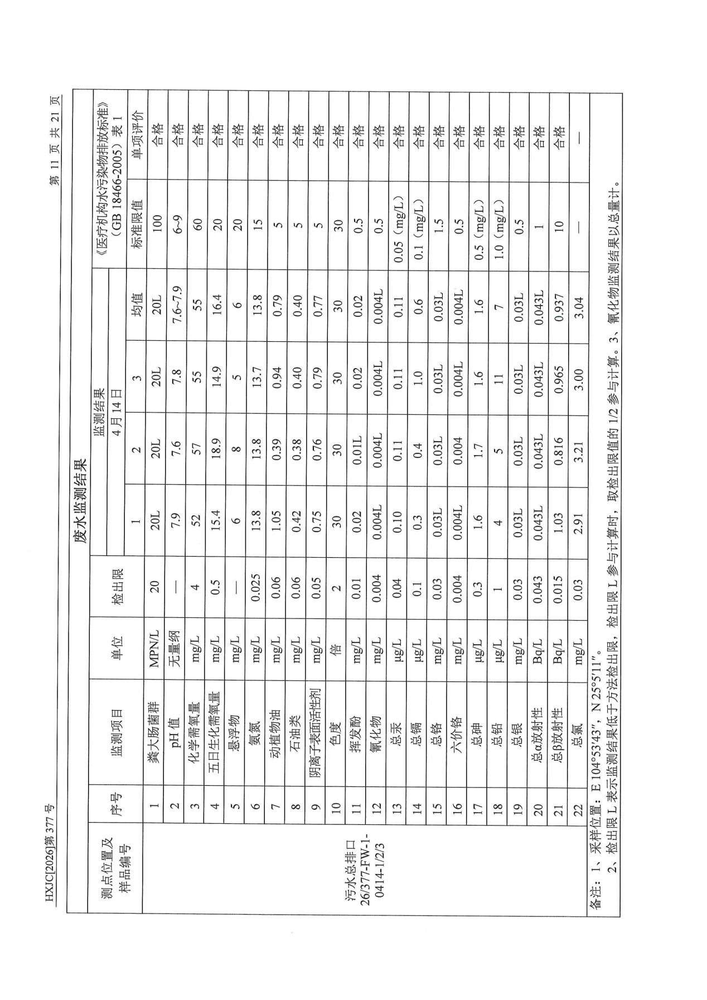 HXJC[2026]第 377 号 第 11 页 共 21 页
废水监测结果
测点位置及样品编号 序号 监测项目 单位 检出限 监测结果 《医疗机构水污染物排放标准》（GB 18466-2005）表 1
4 月 14 日
1 2 3 均值 标准限值 单项评价
污水总排口
26/377-FW-1-
0414-1/2/3
1 粪大肠菌群 MPN/L 20 20L 20L 20L 20L 100 合格
2 pH 值 无量纲 — 7.9 7.6 7.8 7.6~7.9 6~9 合格
3 化学需氧量 mg/L 4 52 57 55 55 60 合格
4 五日生化需氧量 mg/L 0.5 15.4 18.9 14.9 16.4 20 合格
5 悬浮物 mg/L — 6 8 5 6 20 合格
6 氨氮 mg/L 0.025 13.8 13.8 13.7 13.8 15 合格
7 动植物油 mg/L 0.06 1.05 0.39 0.94 0.79 5 合格
8 石油类 mg/L 0.06 0.42 0.38 0.40 0.40 5 合格
9 阴离子表面活性剂 mg/L 0.05 0.75 0.76 0.79 0.77 5 合格
10 色度 倍 2 30 30 30 30 30 合格
11 挥发酚 mg/L 0.01 0.02 0.01L 0.02 0.02 0.5 合格
12 氰化物 mg/L 0.004 0.004L 0.004L 0.004L 0.004L 0.5 合格
13 总汞 μg/L 0.04 0.10 0.11 0.11 0.11 0.05（mg/L） 合格
14 总镉 μg/L 0.1 0.3 0.4 1.0 0.6 0.1（mg/L） 合格
15 总铬 mg/L 0.03 0.03L 0.03L 0.03L 0.03L 1.5 合格
16 六价铬 mg/L 0.004 0.004L 0.004 0.004L 0.004L 0.5 合格
17 总砷 μg/L 0.3 1.6 1.7 1.6 1.6 0.5（mg/L） 合格
18 总铅 μg/L 1 4 5 11 7 1.0（mg/L） 合格
19 总银 mg/L 0.03 0.03L 0.03L 0.03L 0.03L 0.5 合格
20 总α放射性 Bq/L 0.043 0.043L 0.043L 0.043L 0.043L 1 合格
21 总β放射性 Bq/L 0.015 1.03 0.816 0.965 0.937 10 合格
22 总氯 mg/L 0.03 2.91 3.21 3.00 3.04 — —
备注：1、采样位置：E 104°53′43″，N 25°5′11″。
2、检出限 L 表示监测结果低于方法检出限，检出限 L 参与计算时，取检出限值的 1/2 参与计算。3、氰化物监测结果以总量计。